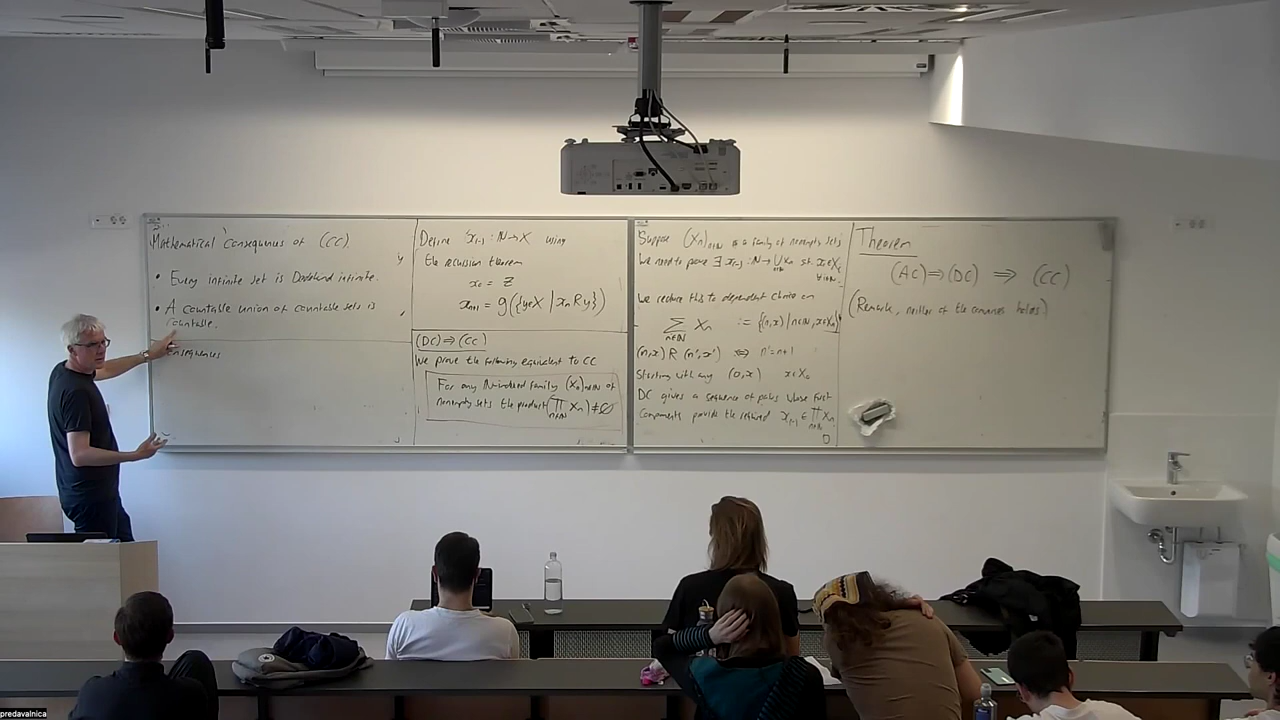 Mathematical Consequences of (CC)
• Every infinite set is Dedekind infinite.
• A countable union of countable sets is
countable.
onsequences
y
Define x₍₋₎ : ℕ → X using
the recursion theorem
x₀ = z
xₙ₊₁ = g({y∈X | xₙRy})
(DC) ⇒ (CC)
We prove the following equivalent to CC
For any ℕ-indexed family (Xₙ)ₙ∈ℕ of
nonempty sets the product (∏ₙ∈ℕ Xₙ) ≠ ∅
Suppose (Xₙ)ₙ∈ℕ is a family of nonempty sets
We need to prove ∃ x₍₋₎ : ℕ → ⋃ₙ∈ℕ Xₙ st.
We reduce this to dependent choice on
∑ₙ∈ℕ Xₙ := {(n,x) | n∈ℕ, x∈Xₙ}
(n,x) R (n',x') ⇔ n'=n+1
Starting with any (0,x) x∈X₀
DC gives a sequence of pairs whose first
Components provide the required x₍₋₎ ∈ ∏ₙ∈ℕ Xₙ
□
Theorem
(AC) ⇒ (DC) ⇒ (CC)
(Remark, neither of the converses holds)
predavalnica